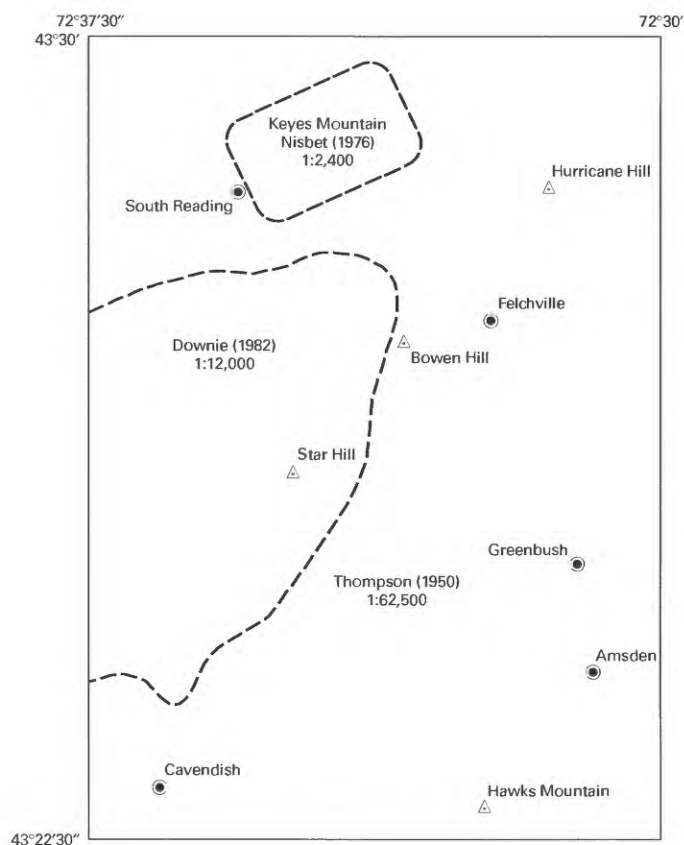 72°37'30"
72°30'
43°30'
Keyes Mountain
Nisbet (1976)
1:2,400
Hurricane Hill
South Reading
Felchville
Downie (1982)
1:12,000
Bowen Hill
Star Hill
Greenbush
Thompson (1950)
1:62,500
Amsden
Cavendish
Hawks Mountain
43°22'30"